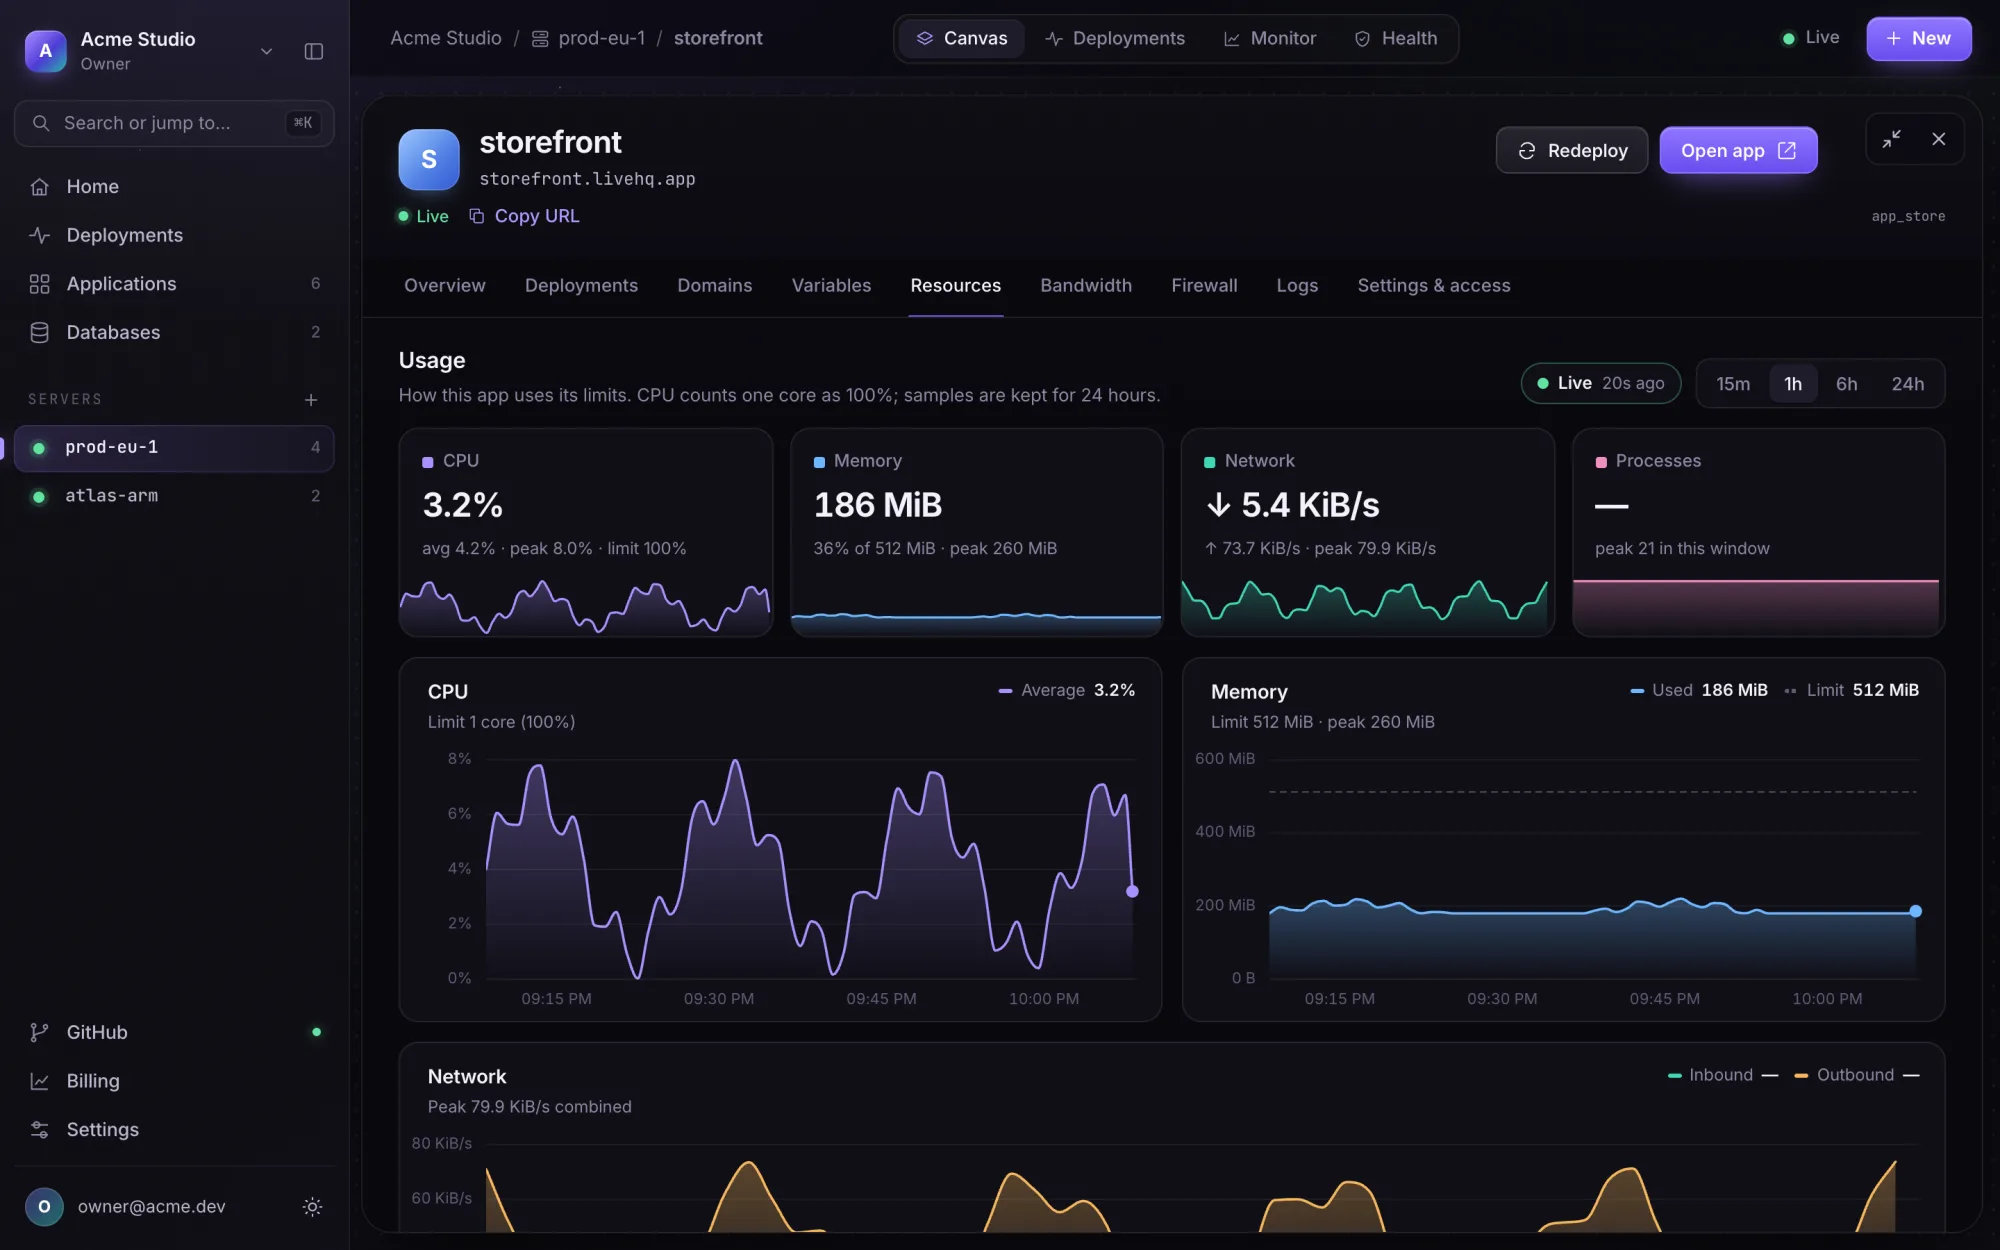 A
Acme Studio
Owner
Search or jump to...
⌘K
Home
Deployments
Applications 6
Databases 2
SERVERS +
prod-eu-1 4
atlas-arm 2
GitHub
Billing
Settings
O owner@acme.dev
Acme Studio / prod-eu-1 / storefront
Canvas Deployments Monitor Health
Live
+ New
S
storefront
storefront.livehq.app
Live Copy URL
Redeploy
Open app
app_store
Overview Deployments Domains Variables Resources Bandwidth Firewall Logs Settings & access
Usage
How this app uses its limits. CPU counts one core as 100%; samples are kept for 24 hours.
Live 20s ago
15m 1h 6h 24h
CPU
3.2%
avg 4.2% · peak 8.0% · limit 100%
Memory
186 MiB
36% of 512 MiB · peak 260 MiB
Network
↓ 5.4 KiB/s
↑ 73.7 KiB/s · peak 79.9 KiB/s
Processes
—
peak 21 in this window
CPU
Average 3.2%
Limit 1 core (100%)
8%
6%
4%
2%
0%
09:15 PM 09:30 PM 09:45 PM 10:00 PM
Memory
Used 186 MiB Limit 512 MiB
Limit 512 MiB · peak 260 MiB
600 MiB
400 MiB
200 MiB
0 B
09:15 PM 09:30 PM 09:45 PM 10:00 PM
Network
Inbound — Outbound —
Peak 79.9 KiB/s combined
80 KiB/s
60 KiB/s